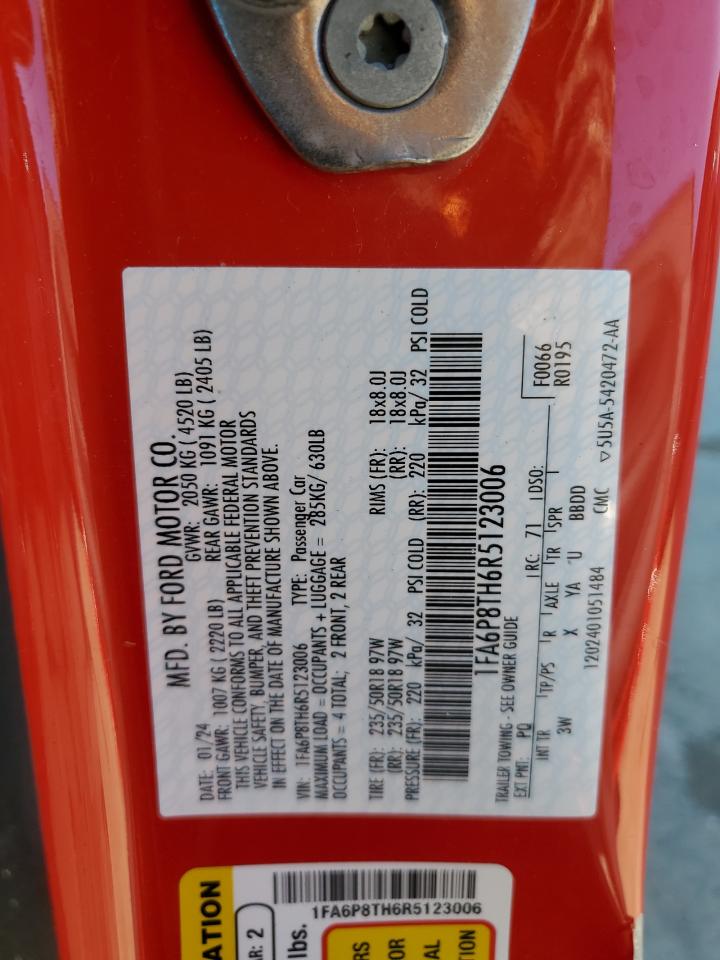 MFD. BY FORD MOTOR CO.
DATE: 01/24 GVWR: 2050 KG ( 4520 LB)
FRONT GAWR: 1007 KG ( 2220 LB) REAR GAWR: 1091 KG ( 2405 LB)
THIS VEHICLE CONFORMS TO ALL APPLICABLE FEDERAL MOTOR
VEHICLE SAFETY, BUMPER, AND THEFT PREVENTION STANDARDS
IN EFFECT ON THE DATE OF MANUFACTURE SHOWN ABOVE.
VIN: 1FA6P8TH6R5123006 TYPE: Passenger Car
MAXIMUM LOAD = OCCUPANTS + LUGGAGE = 285KG/ 630LB
OCCUPANTS = 4 TOTAL; 2 FRONT, 2 REAR
TIRE (FR): 235/50R18 97W RIMS (FR): 18x8.0J
(RR): 235/50R18 97W (RR): 18x8.0J
PRESSURE (FR): 220 kPa/ 32 PSI COLD (RR): 220 kPa/ 32 PSI COLD
1FA6P8TH6R5123006
TRAILER TOWING - SEE OWNER GUIDE
F0066
EXT PNT: PQ RC: 71 DSO: R0195
INT TR TP/PS R AXLE TR SPR
3W X YA U BBDD
1202401051484 CMC ▽5U5A-5420472-AA
1FA6P8TH6R5123006
ATION
AR: 2
lbs.
RS
OR
AL
TION